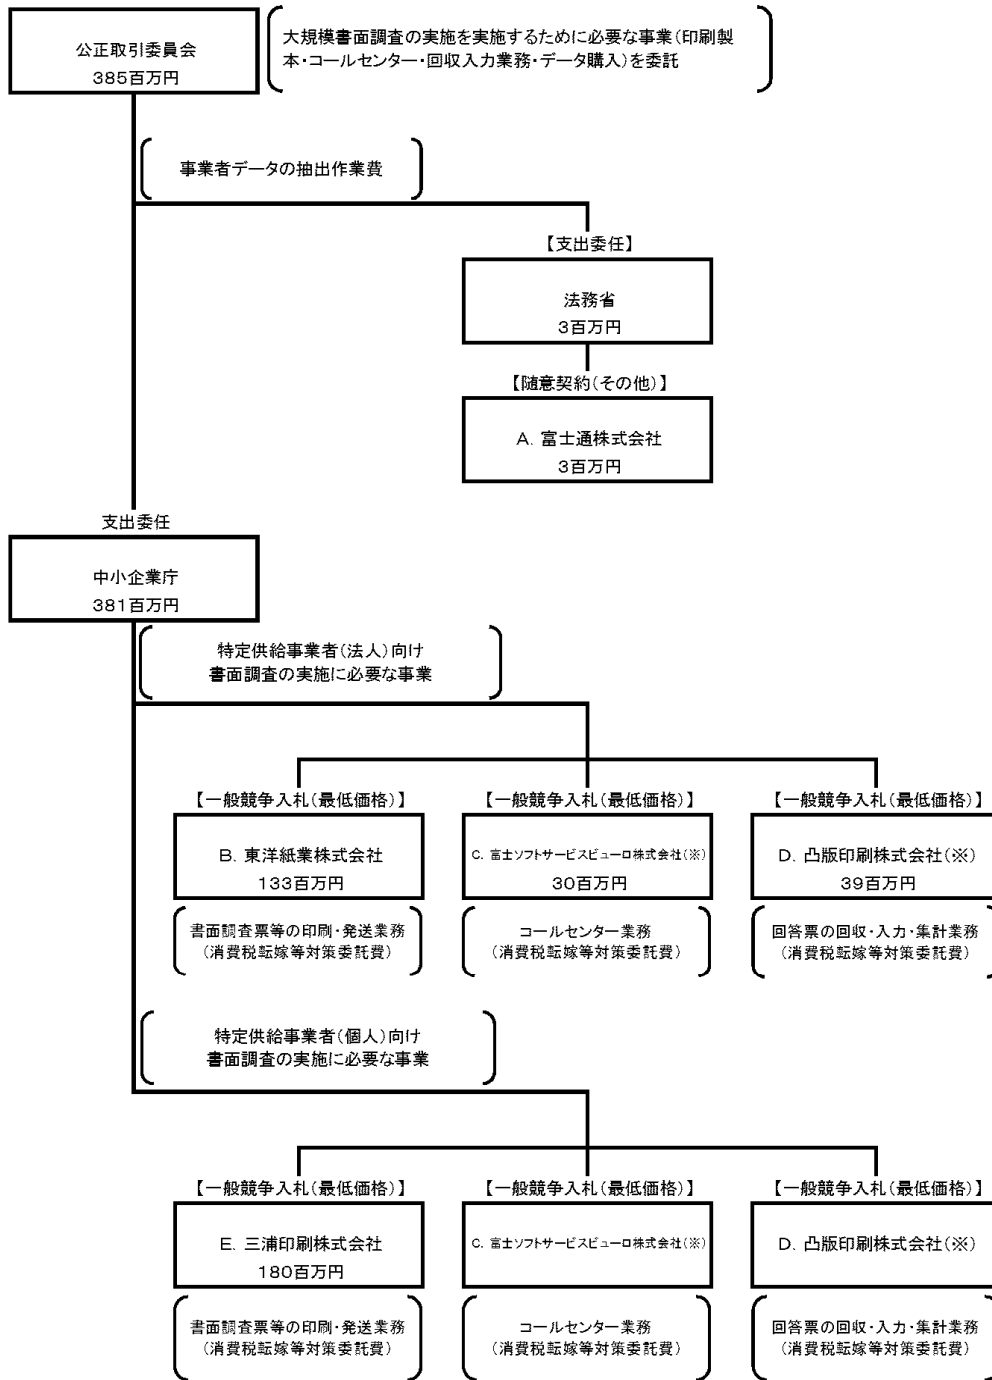 公正取引委員会
385百万円
大規模書面調査の実施を実施するために必要な事業(印刷製
本・コールセンター・回収入力業務・データ購入)を委託
事業者データの抽出作業費
【支出委任】
法務省
3百万円
【随意契約(その他)】
A. 富士通株式会社
3百万円
支出委任
中小企業庁
381百万円
特定供給事業者(法人)向け
書面調査の実施に必要な事業
【一般競争入札(最低価格)】
B. 東洋紙業株式会社
133百万円
書面調査票等の印刷・発送業務
(消費税転嫁等対策委託費)
【一般競争入札(最低価格)】
C. 富士ソフトサービスビューロ株式会社(※)
30百万円
コールセンター業務
(消費税転嫁等対策委託費)
【一般競争入札(最低価格)】
D. 凸版印刷株式会社(※)
39百万円
回答票の回収・入力・集計業務
(消費税転嫁等対策委託費)
特定供給事業者(個人)向け
書面調査の実施に必要な事業
【一般競争入札(最低価格)】
E. 三浦印刷株式会社
180百万円
書面調査票等の印刷・発送業務
(消費税転嫁等対策委託費)
【一般競争入札(最低価格)】
C. 富士ソフトサービスビューロ株式会社(※)
コールセンター業務
(消費税転嫁等対策委託費)
【一般競争入札(最低価格)】
D. 凸版印刷株式会社(※)
回答票の回収・入力・集計業務
(消費税転嫁等対策委託費)